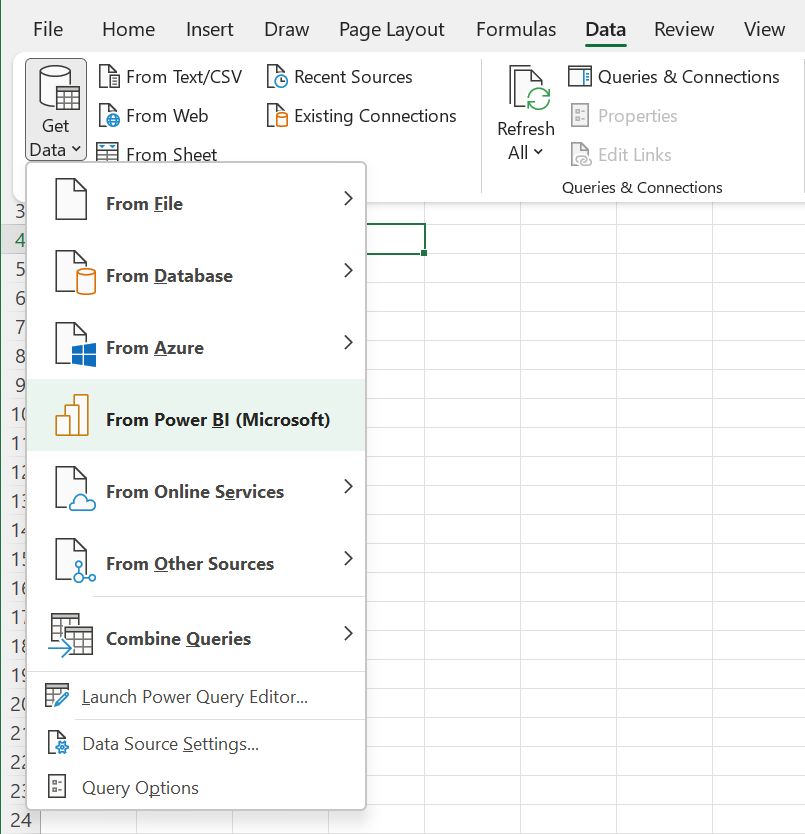 File Home Insert Draw Page Layout Formulas Data Review View
Get Data
From Text/CSV
From Web
From Sheet
Recent Sources
Existing Connections
Refresh
All
Queries & Connections
Properties
Edit Links
Queries & Connections
From File
From Database
From Azure
From Power BI (Microsoft)
From Online Services
From Other Sources
Combine Queries
Launch Power Query Editor...
Data Source Settings...
Query Options
3
4
5
6
7
8
9
10
11
12
13
14
15
16
17
18
19
20
21
22
23
24